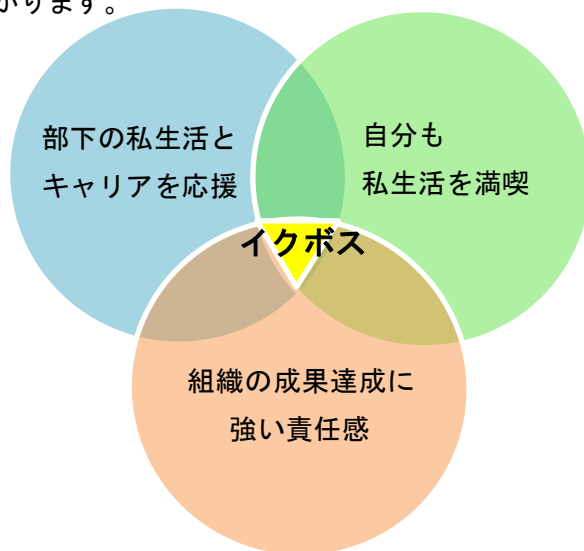 がります。
部下の私生活と
キャリアを応援
自分も
私生活を満喫
イクボス
組織の成果達成に
強い責任感